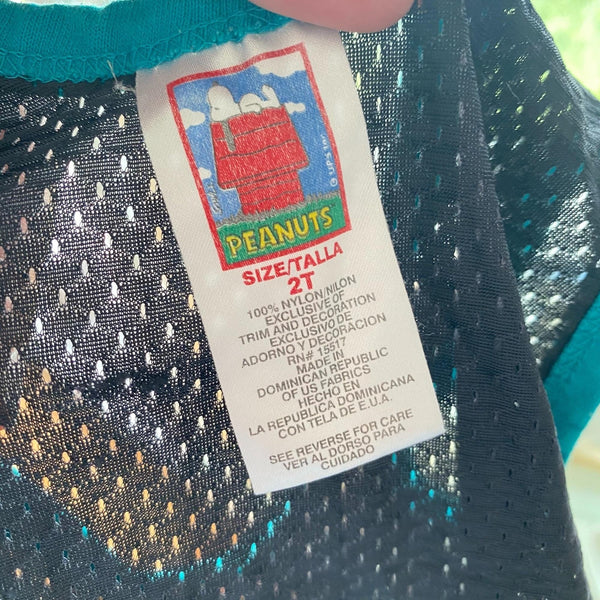 © UFS INC.
PEANUTS
SIZE/TALLA
2T
100% NYLON/NILON
EXCLUSIVE OF
TRIM AND DECORATION
EXCLUSIVO DE
ADORNO Y DECORACION
RN# 15517
MADE IN
DOMINICAN REPUBLIC
OF US FABRICS
HECHO EN
LA REPUBLICA DOMINICANA
CON TELA DE E.U.A.
SEE REVERSE FOR CARE
VER AL DORSO PARA
CUIDADO